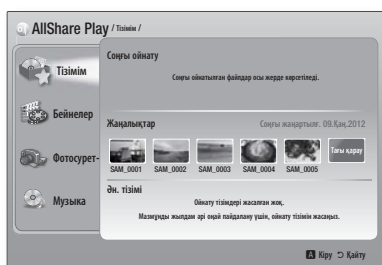 AllShare Play / Тізімім /
Тізімім
Бейнелер
Фотосурет-
Музыка
Соңғы ойнату
Соңғы ойнатылған файлдар осы жерде көрсетіледі.
Жаңалықтар
Соңғы жаңартылғ. 09.Қаң.2012
SAM_0001
SAM_0002
SAM_0003
SAM_0004
SAM_0005
Тағы қарау
Ән. тізімі
Ойнату тізімдері жасалған жоқ.
Мазмұнды жылдам әрі оңай пайдалану үшін, ойнату тізімін жасаңыз.
A Кіру Қайту